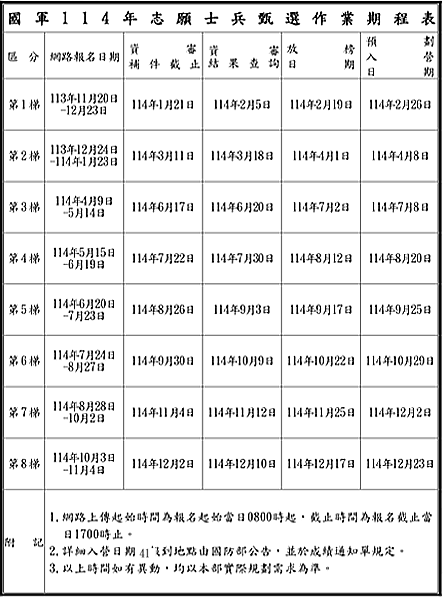 國軍114年志願士兵甄選作業期程表
區分 網路報名日期 資審補件截止 資審結果查詢 放榜日期 預劃入營日期
第1梯 113年11月20日-12月23日 114年1月21日 114年2月5日 114年2月19日 114年2月26日
第2梯 113年12月24日-114年1月23日 114年3月11日 114年3月18日 114年4月1日 114年4月8日
第3梯 114年4月9日-5月14日 114年6月17日 114年6月20日 114年7月2日 114年7月8日
第4梯 114年5月15日-6月19日 114年7月22日 114年7月30日 114年8月12日 114年8月20日
第5梯 114年6月20日-7月23日 114年8月26日 114年9月3日 114年9月17日 114年9月25日
第6梯 114年7月24日-8月27日 114年9月30日 114年10月9日 114年10月22日 114年10月29日
第7梯 114年8月28日-10月2日 114年11月4日 114年11月12日 114年11月25日 114年12月2日
第8梯 114年10月3日-11月4日 114年12月2日 114年12月10日 114年12月17日 114年12月23日
附記
1.網路上傳起始時間為報名起始當日0800時起，截止時間為報名截止當
日1700時止。
2.詳細入營日期 到地點由國防部公告，並於成績通知單規定。
3.以上時間如有異動，均以本部實際規劃需求為準。